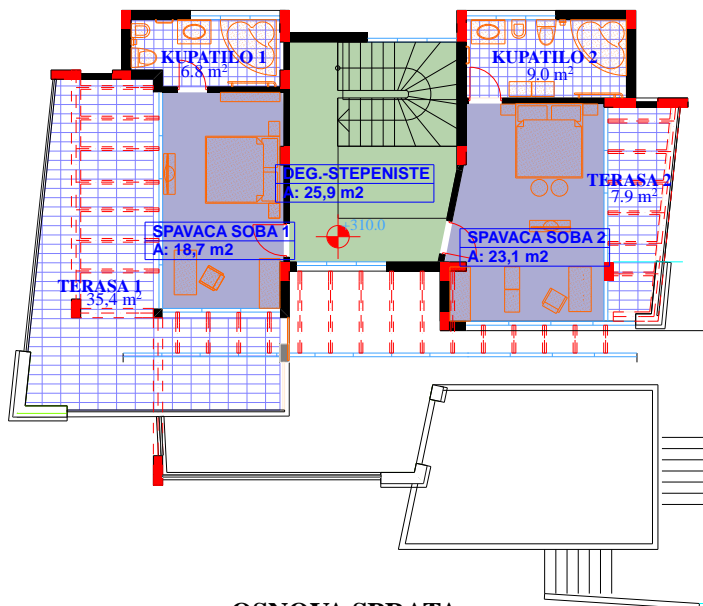 KUPATILO 1
6.8 m²
KUPATILO 2
9.0 m²
DEG.-STEPENISTE
A: 25,9 m2
TERASA 2
7.9 m²
+310.0
SPAVACA SOBA 1
A: 18,7 m2
SPAVACA SOBA 2
A: 23,1 m2
TERASA 1
35,4 m²
OSNOVA SPRATA